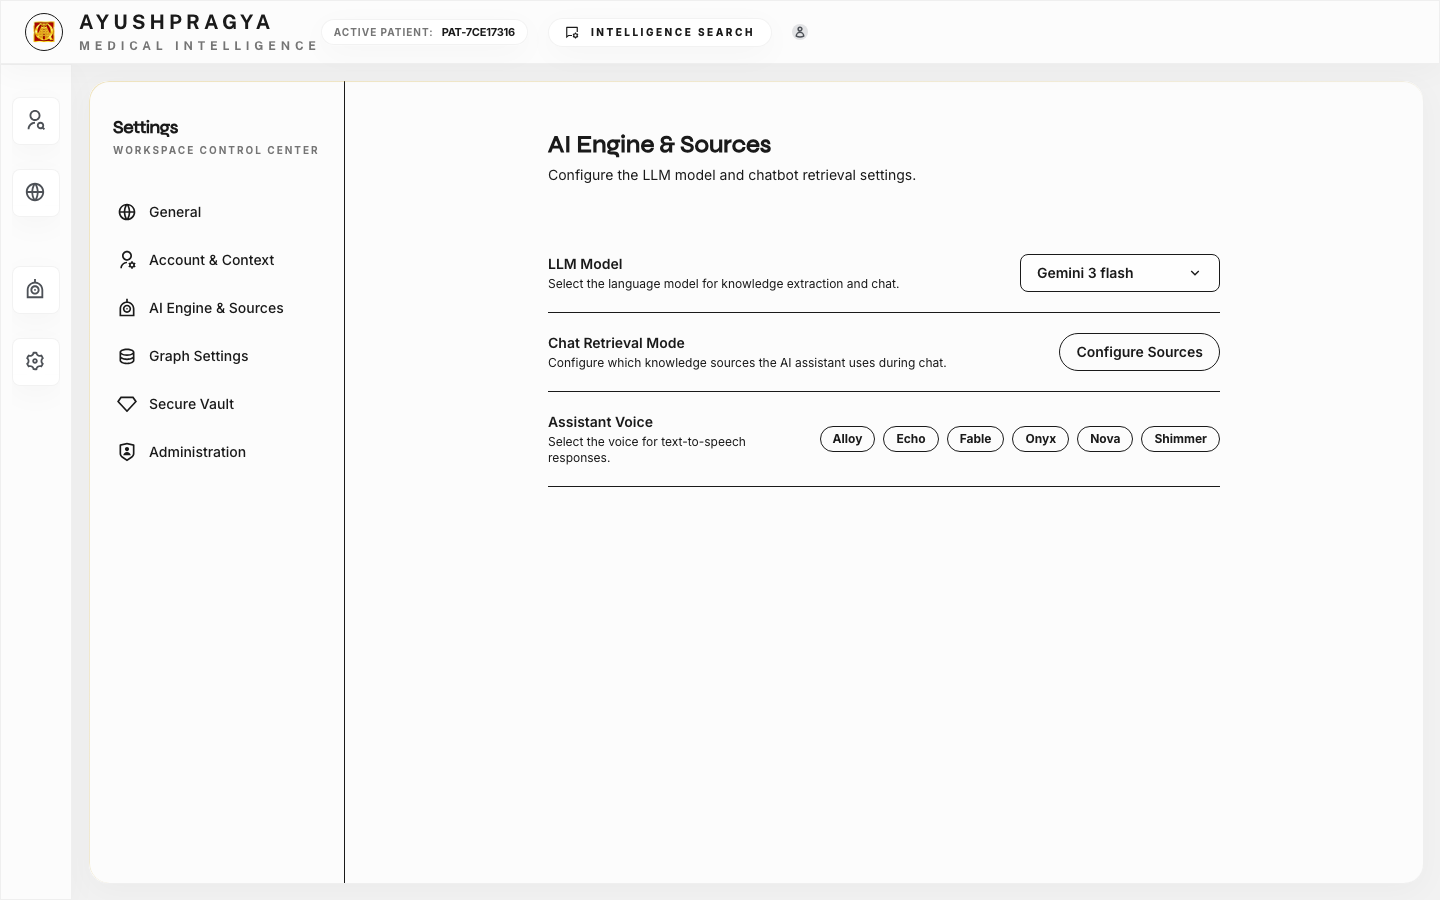 AYUSHPRAGYA
MEDICAL INTELLIGENCE
ACTIVE PATIENT: PAT-7CE17316
INTELLIGENCE SEARCH
Settings
WORKSPACE CONTROL CENTER
General
Account & Context
AI Engine & Sources
Graph Settings
Secure Vault
Administration
AI Engine & Sources
Configure the LLM model and chatbot retrieval settings.
LLM Model
Select the language model for knowledge extraction and chat.
Gemini 3 flash
Chat Retrieval Mode
Configure which knowledge sources the AI assistant uses during chat.
Configure Sources
Assistant Voice
Select the voice for text-to-speech
responses.
Alloy Echo Fable Onyx Nova Shimmer